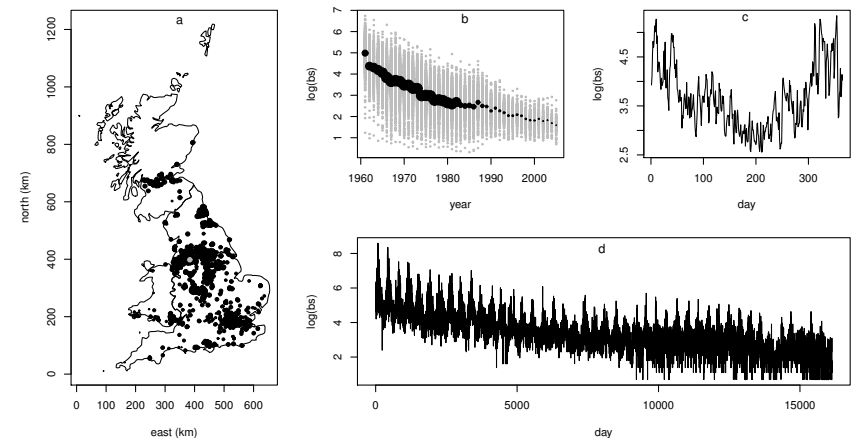 a
north (km)
0 200 400 600 800 1000 1200
0 100 200 300 400 500 600
east (km)
b
log(bs)
1 2 3 4 5 6 7
1960 1970 1980 1990 2000
year
c
log(bs)
2.5 3.5 4.5
0 100 200 300
day
d
log(bs)
2 4 6 8
0 5000 10000 15000
day